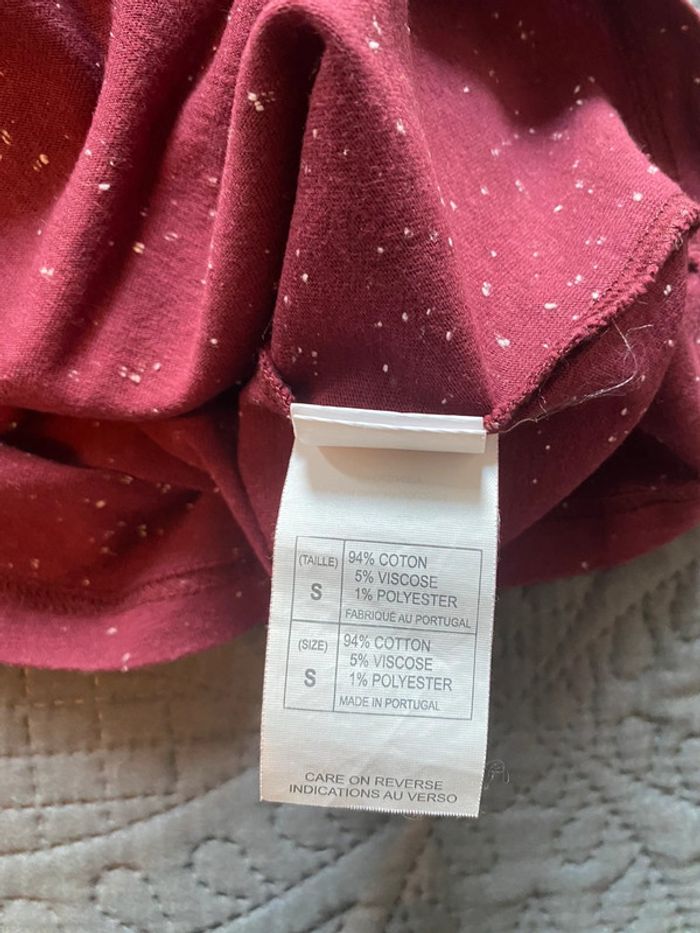 (TAILLE)
S
94% COTON
5% VISCOSE
1% POLYESTER
FABRIQUÉ AU PORTUGAL
(SIZE)
S
94% COTTON
5% VISCOSE
1% POLYESTER
MADE IN PORTUGAL
CARE ON REVERSE
INDICATIONS AU VERSO